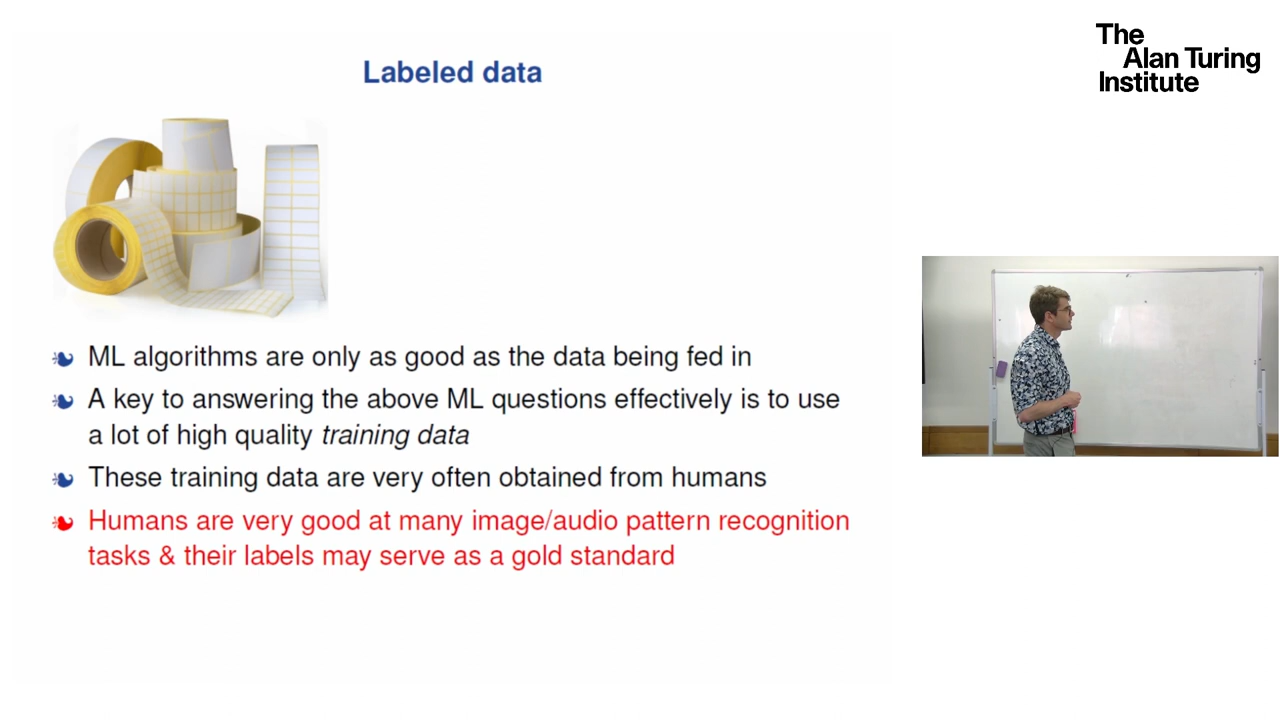 Labeled data
The
Alan Turing
Institute
ML algorithms are only as good as the data being fed in
A key to answering the above ML questions effectively is to use
a lot of high quality training data
These training data are very often obtained from humans
Humans are very good at many image/audio pattern recognition
tasks & their labels may serve as a gold standard